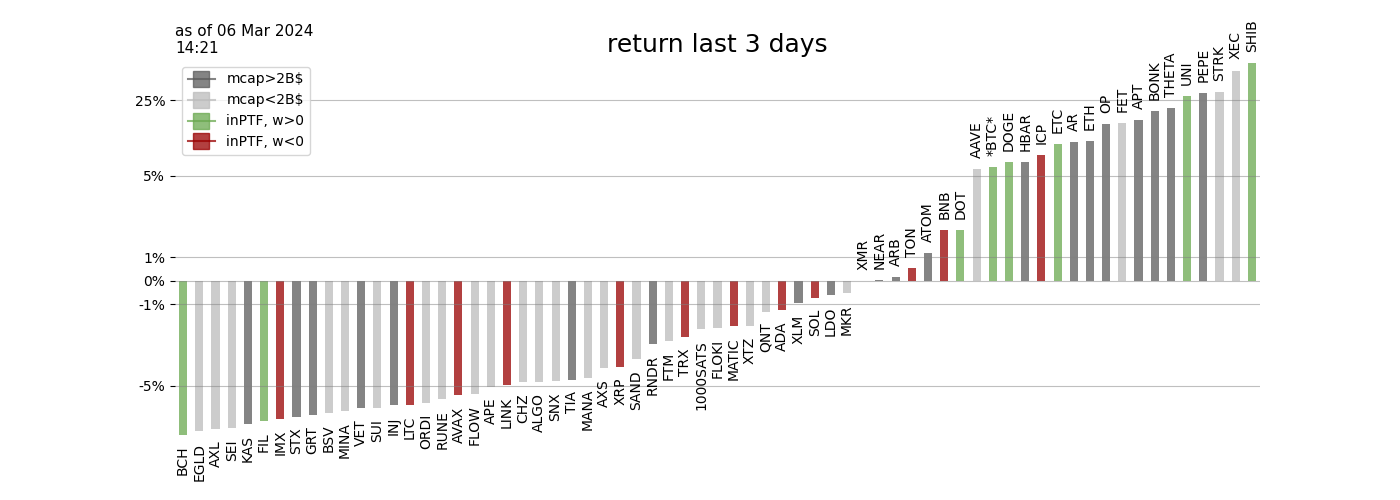 as of 06 Mar 2024
14:21
return last 3 days
mcap>2B$
mcap<2B$
inPTF, w>0
inPTF, w<0
25%
5%
1%
0%
-1%
-5%
BCH
EGLD
AXL
SEI
KAS
FIL
IMX
STX
GRT
BSV
MINA
VET
SUI
INJ
LTC
ORDI
RUNE
AVAX
FLOW
APE
LINK
CHZ
ALGO
SNX
TIA
MANA
AXS
XRP
SAND
RNDR
FTM
TRX
1000SATS
FLOKI
MATIC
XTZ
QNT
ADA
XLM
SOL
LDO
MKR
XMR
NEAR
ARB
TON
ATOM
BNB
DOT
AAVE
*BTC*
DOGE
HBAR
ICP
ETC
AR
ETH
OP
FET
APT
BONK
THETA
UNI
PEPE
STRK
XEC
SHIB